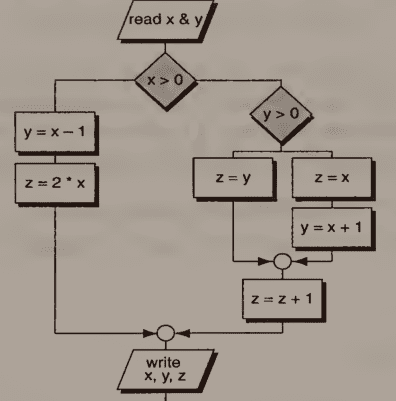 read x & y
x > 0
y > 0
y = x – 1
z = 2 * x
z = y
z = x
y = x + 1
z = z + 1
write
x, y, z